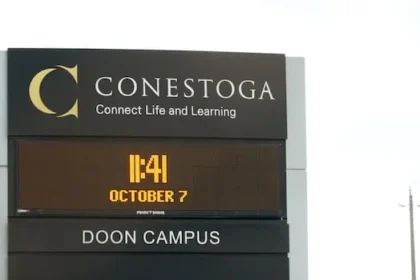 CONESTOGA
Connect Life and Learning
11:41
OCTOBER 7
DOON CAMPUS